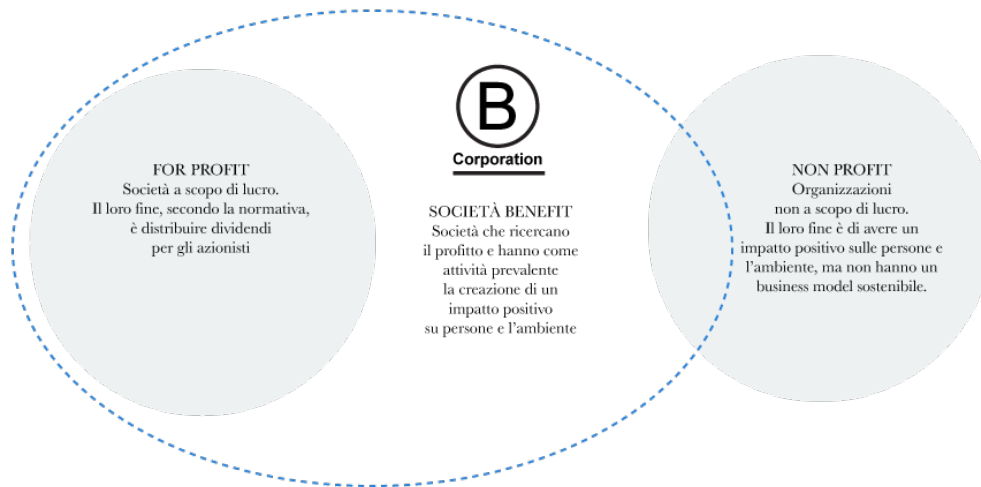 FOR PROFIT
Società a scopo di lucro.
Il loro fine, secondo la normativa,
è distribuire dividendi
per gli azionisti
B
Corporation
SOCIETÀ BENEFIT
Società che ricercano
il profitto e hanno come
attività prevalente
la creazione di un
impatto positivo
su persone e l'ambiente
NON PROFIT
Organizzazioni
non a scopo di lucro.
Il loro fine è di avere un
impatto positivo sulle persone e
l'ambiente, ma non hanno un
business model sostenibile.